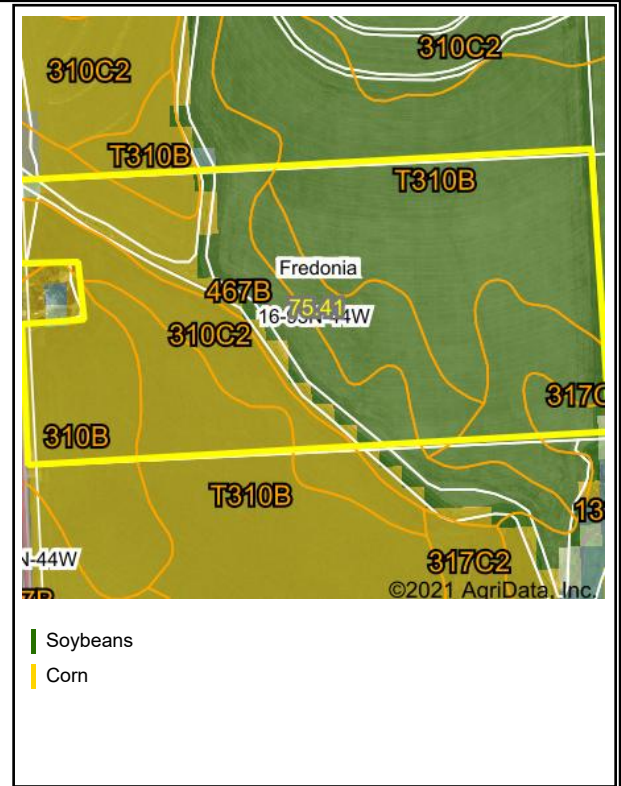 310C2
310C2
T310B
T310B
Fredonia
467B
75.41
310C2
317C
310B
T310B
13
317C2
N-44W
©2021 AgriData, Inc.
Soybeans
Corn